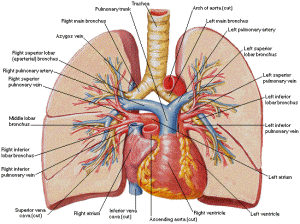 Trachea
Pulmonary trunk
Right main bronchus
Azygos vein
Right superior lobar
(eparterial) bronchus
Right pulmonary artery
Right superior
pulmonary vein
Middle lobar
bronchus
Right inferior
lobar bronchus
Right inferior
pulmonary vein
Superior vena
cava (cut)
Right atrium
Inferior vena
cava (cut)
Ascending aorta (cut)
Right ventricle
Arch of aorta (cut)
Left main bronchus
Left pulmonary artery
Left superior
lobar bronchus
Left superior
pulmonary vein
Left inferior
lobar bronchus
Left inferior
pulmonary vein
Left atrium
Left ventricle